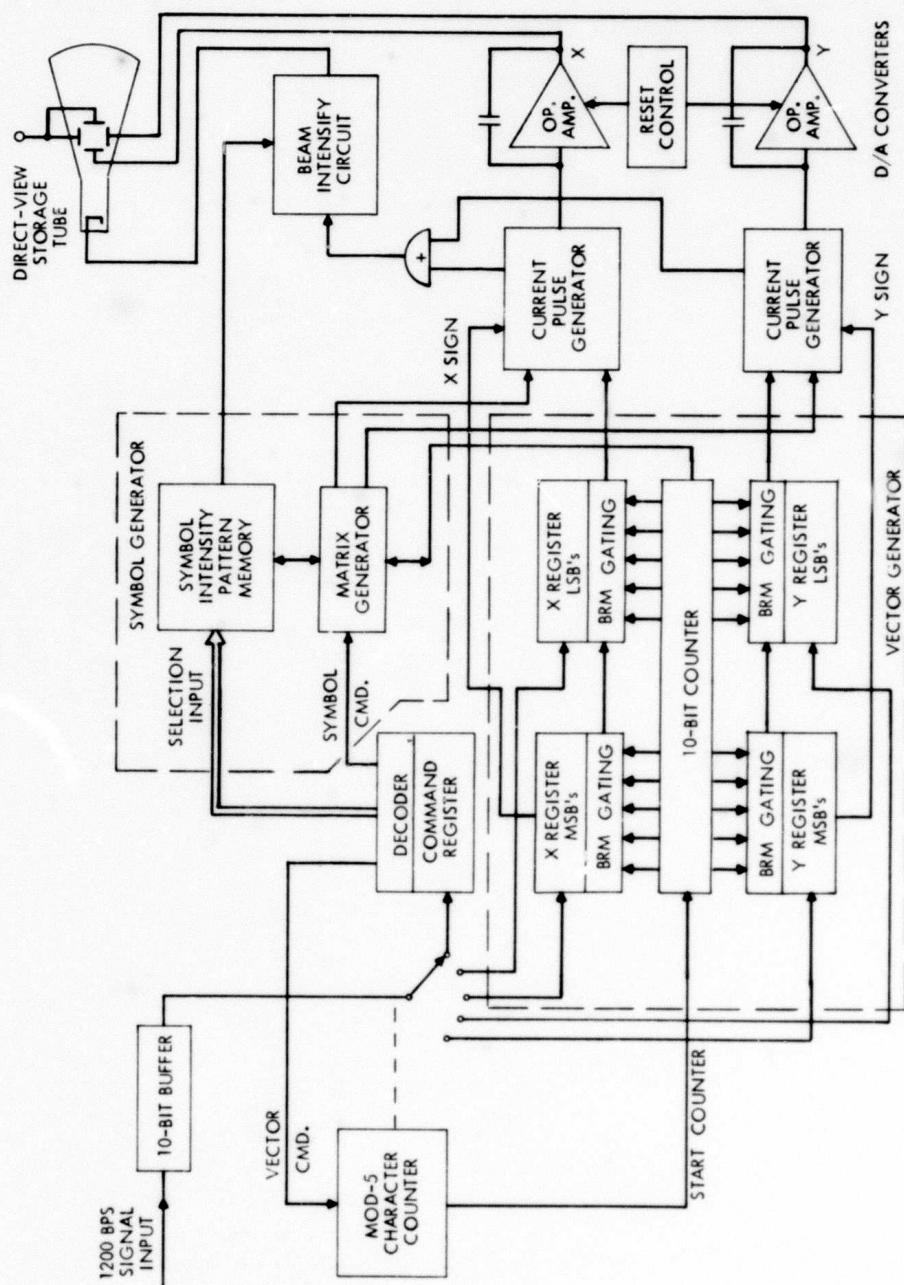 1200 BPS
SIGNAL
INPUT
10-BIT BUFFER
VECTOR
CMD.
MOD-5
CHARACTER
COUNTER
START COUNTER
DECODER
COMMAND
REGISTER
SELECTION
INPUT
SYMBOL
CMD.
SYMBOL GENERATOR
SYMBOL
INTENSITY
PATTERN
MEMORY
MATRIX
GENERATOR
X REGISTER
MSB's
BRM GATING
X REGISTER
LSB's
BRM GATING
10-BIT COUNTER
BRM GATING
Y REGISTER
MSB's
BRM GATING
Y REGISTER
LSB's
VECTOR GENERATOR
DIRECT-VIEW
STORAGE
TUBE
BEAM
INTENSIFY
CIRCUIT
+
X SIGN
CURRENT
PULSE
GENERATOR
CURRENT
PULSE
GENERATOR
Y SIGN
OP.
AMP.
X
RESET
CONTROL
OP.
AMP.
Y
D/A CONVERTERS